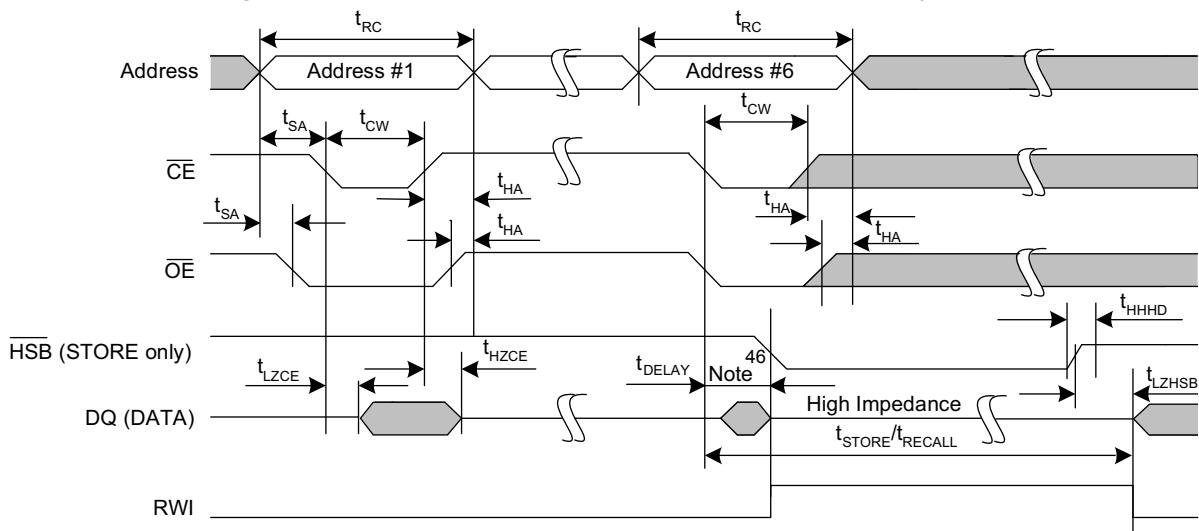 tRC tRC
Address Address #1 Address #6
tSA tCW tCW
CE
tSA tHA tHA
tHA tHA
OE
tHHHD
HSB (STORE only)
tLZCE tHZCE tDELAY Note 46 tLZHSB
DQ (DATA) High Impedance
tSTORE/tRECALL
RWI